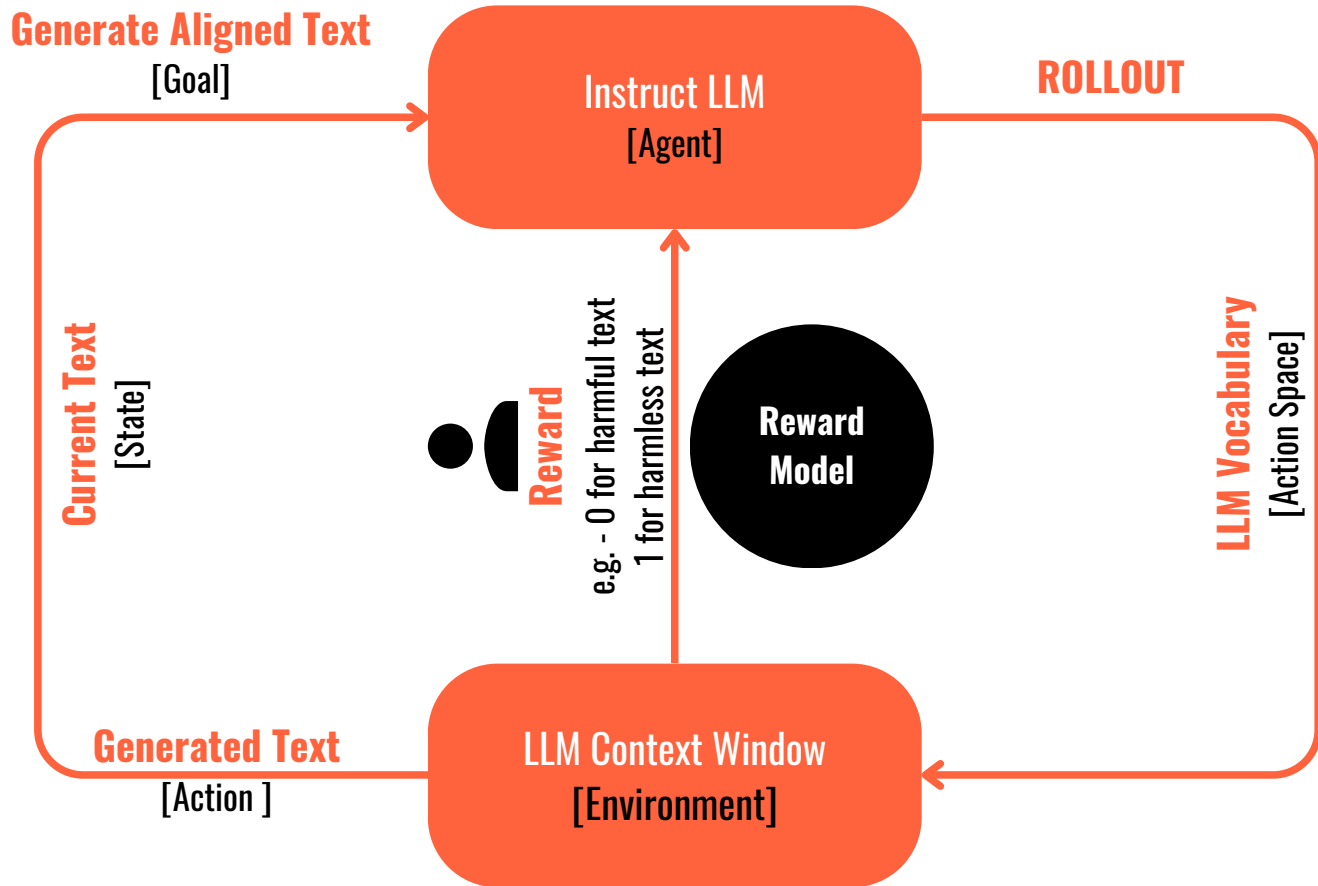 Generate Aligned Text
[Goal]
Instruct LLM
[Agent]
ROLLOUT
Current Text
[State]
Reward
e.g. - 0 for harmful text
1 for harmless text
Reward
Model
LLM Vocabulary
[Action Space]
Generated Text
[Action ]
LLM Context Window
[Environment]